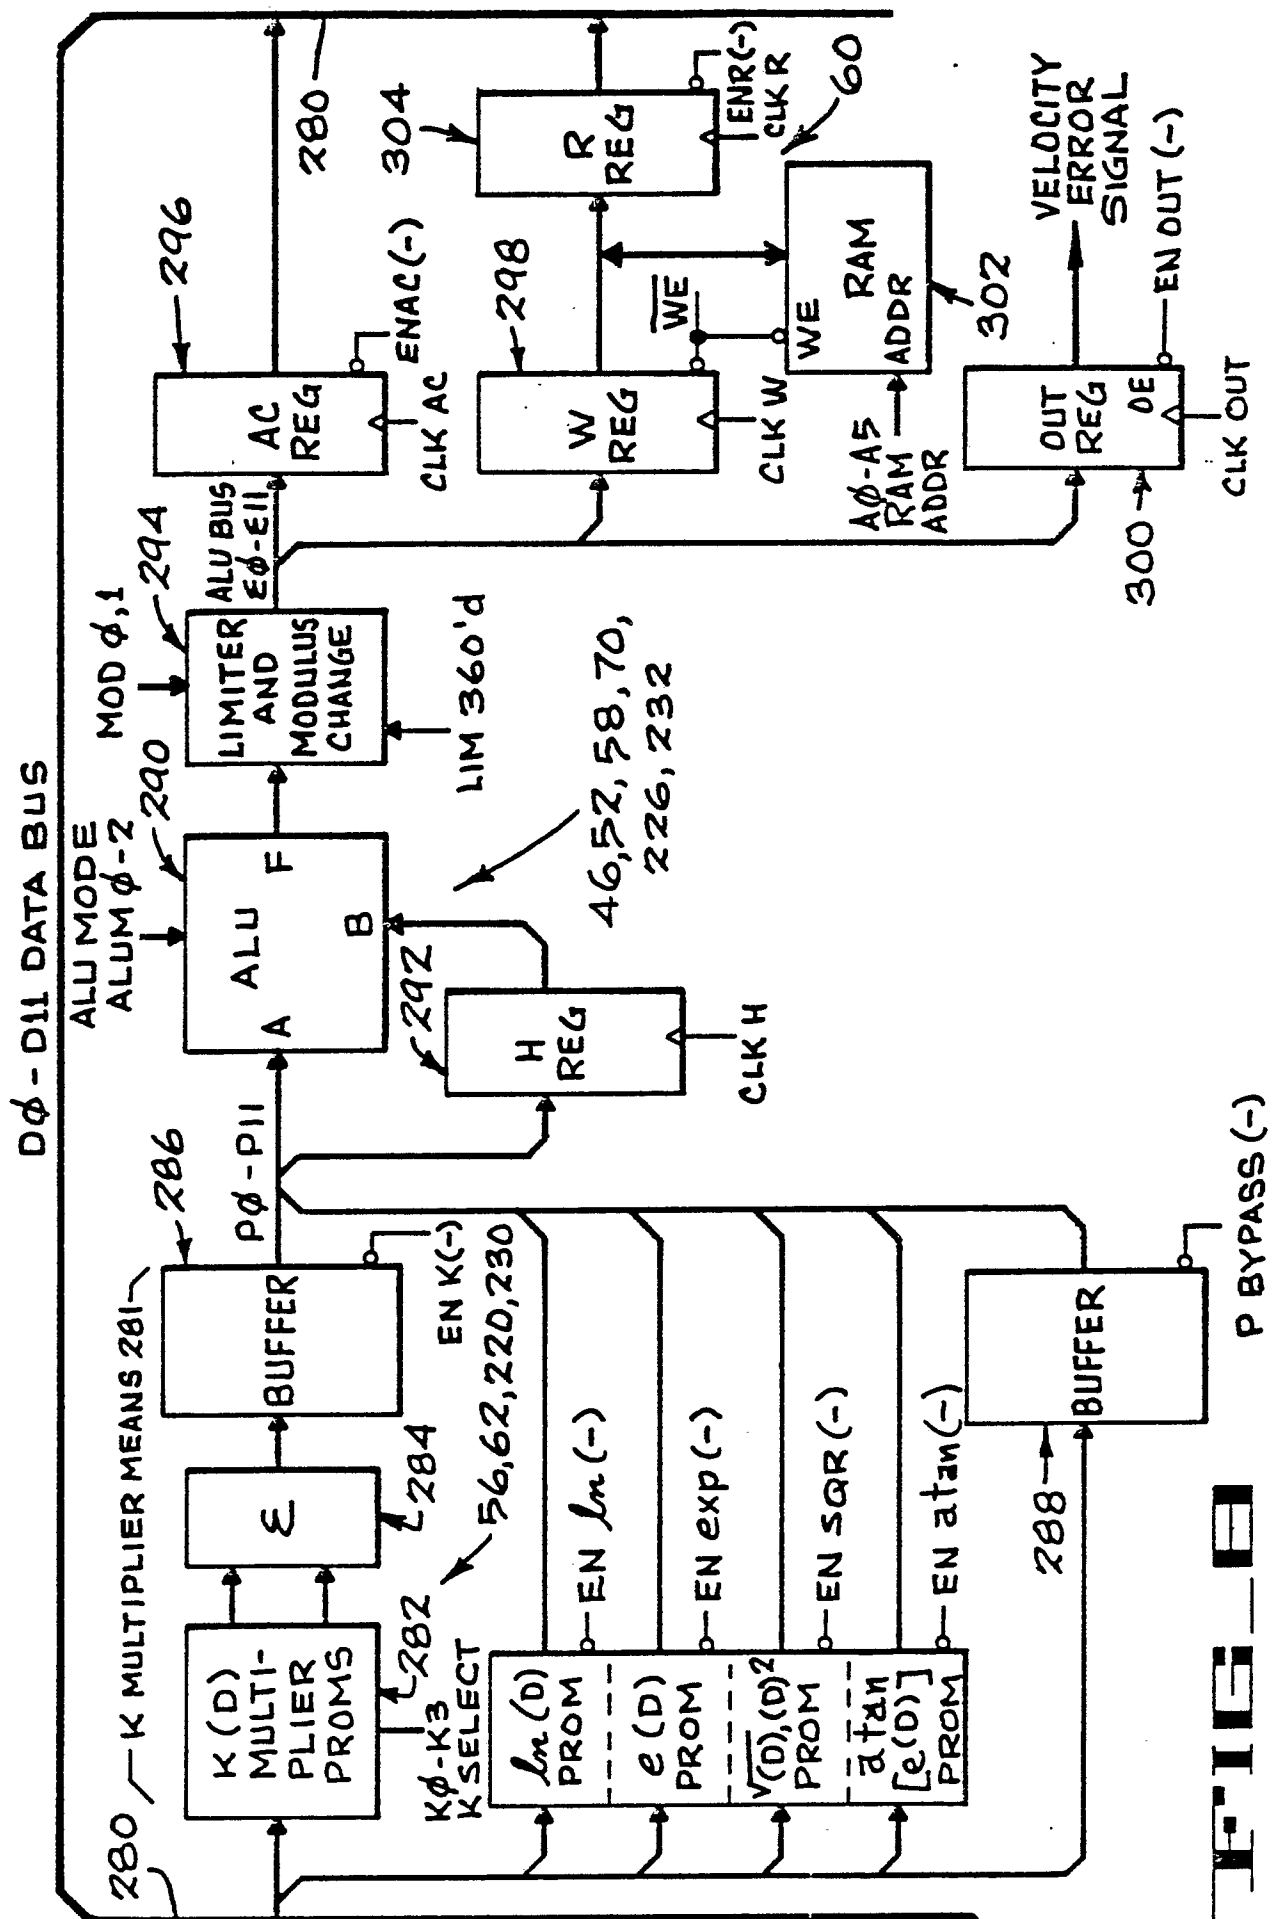 DØ-D11 DATA BUS
280
K MULTIPLIER MEANS 281
K(D)
MULTI-
PLIER
PROMS
282
KØ-K3
K SELECT
Σ
284
56,62,220,230
BUFFER
286
EN K(-)
PØ-P11
ln(D)
PROM
EN ln(-)
e(D)
PROM
EN exp(-)
√(D),(D)²
PROM
EN SQR(-)
atan
[e(D)]
PROM
EN atan(-)
BUFFER
288
P BYPASS(-)
ALU MODE
ALUM Ø-2
290
ALU
A
F
B
H
REG
292
CLK H
46,52,58,70,
226,232
MOD Ø,1
294
LIMITER
AND
MODULUS
CHANGE
LIM 360'd
ALU BUS
EØ-E11
AC
REG
296
ENAC(-)
CLK AC
W
REG
298
WE
CLK W
WE
RAM
ADDR
302
AØ-A5
RAM
ADDR
R
REG
304
ENR(-)
CLK R
60
280
OUT
REG
OE
300
CLK OUT
EN OUT(-)
VELOCITY
ERROR
SIGNAL
FIG_11